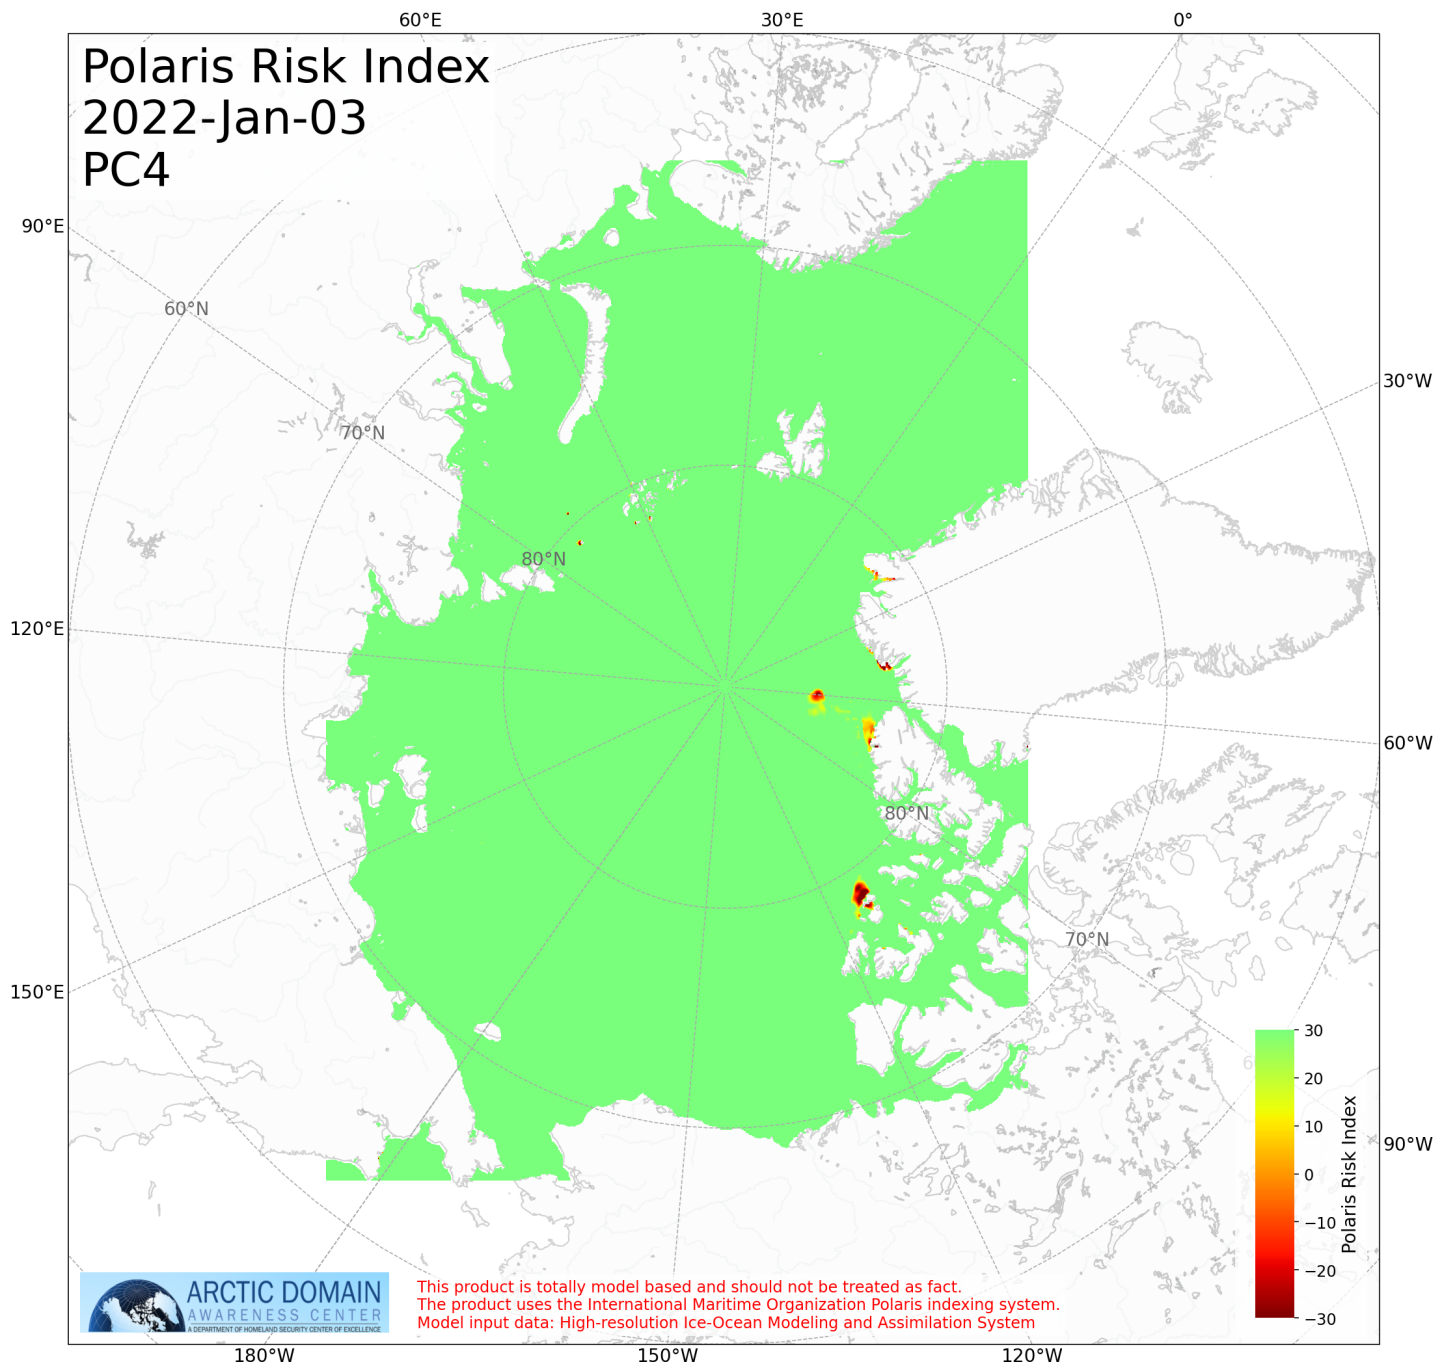 60°E
30°E
0°
Polaris Risk Index
2022-Jan-03
PC4
90°E
60°N
30°W
70°N
80°N
120°E
60°W
80°N
70°N
150°E
30
20
10
0
−10
−20
−30
Polaris Risk Index
90°W
ARCTIC DOMAIN
AWARENESS CENTER
A DEPARTMENT OF HOMELAND SECURITY CENTER OF EXCELLENCE
This product is totally model based and should not be treated as fact.
The product uses the International Maritime Organization Polaris indexing system.
Model input data: High-resolution Ice-Ocean Modeling and Assimilation System
180°W
150°W
120°W